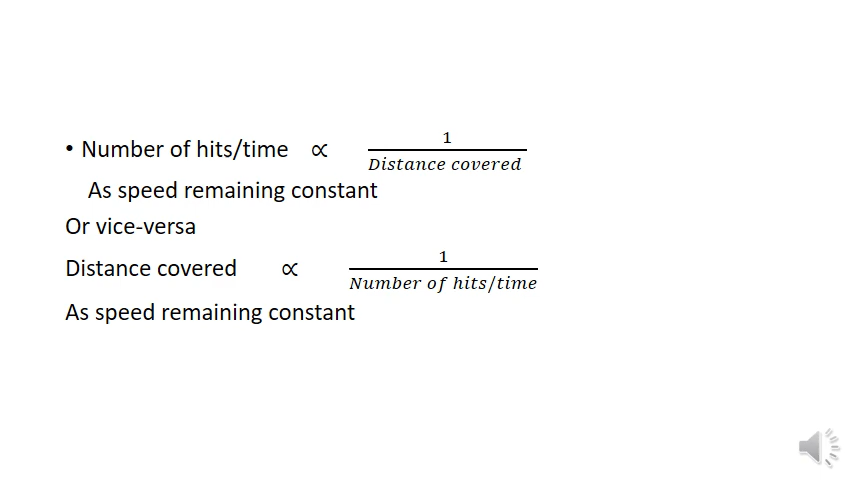 • Number of hits/time ∝ 1/Distance covered
As speed remaining constant
Or vice-versa
Distance covered ∝ 1/Number of hits/time
As speed remaining constant